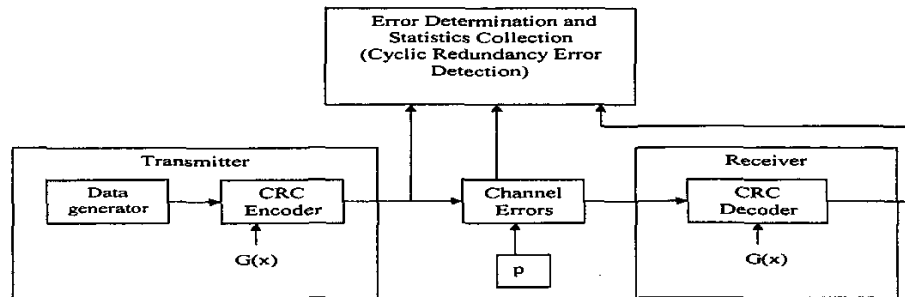 Error Determination and
Statistics Collection
(Cyclic Redundancy Error
Detection)
Transmitter
Data
generator
CRC
Encoder
G(x)
Channel
Errors
p
Receiver
CRC
Decoder
G(x)